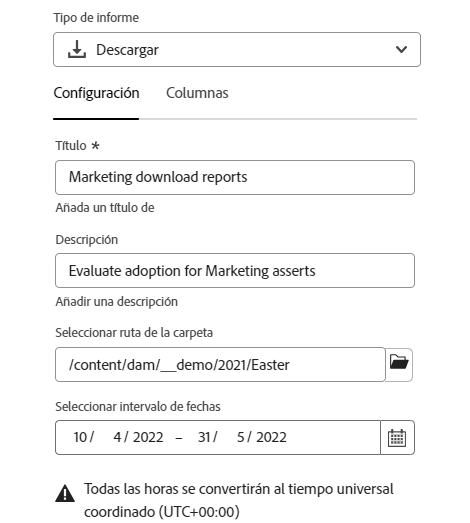 Tipo de informe
Descargar
Configuración Columnas
Título *
Marketing download reports
Añada un título de
Descripción
Evaluate adoption for Marketing asserts
Añadir una descripción
Seleccionar ruta de la carpeta
/content/dam/__demo/2021/Easter
Seleccionar intervalo de fechas
10/ 4/ 2022 – 31/ 5/ 2022
Todas las horas se convertirán al tiempo universal
coordinado (UTC+00:00)